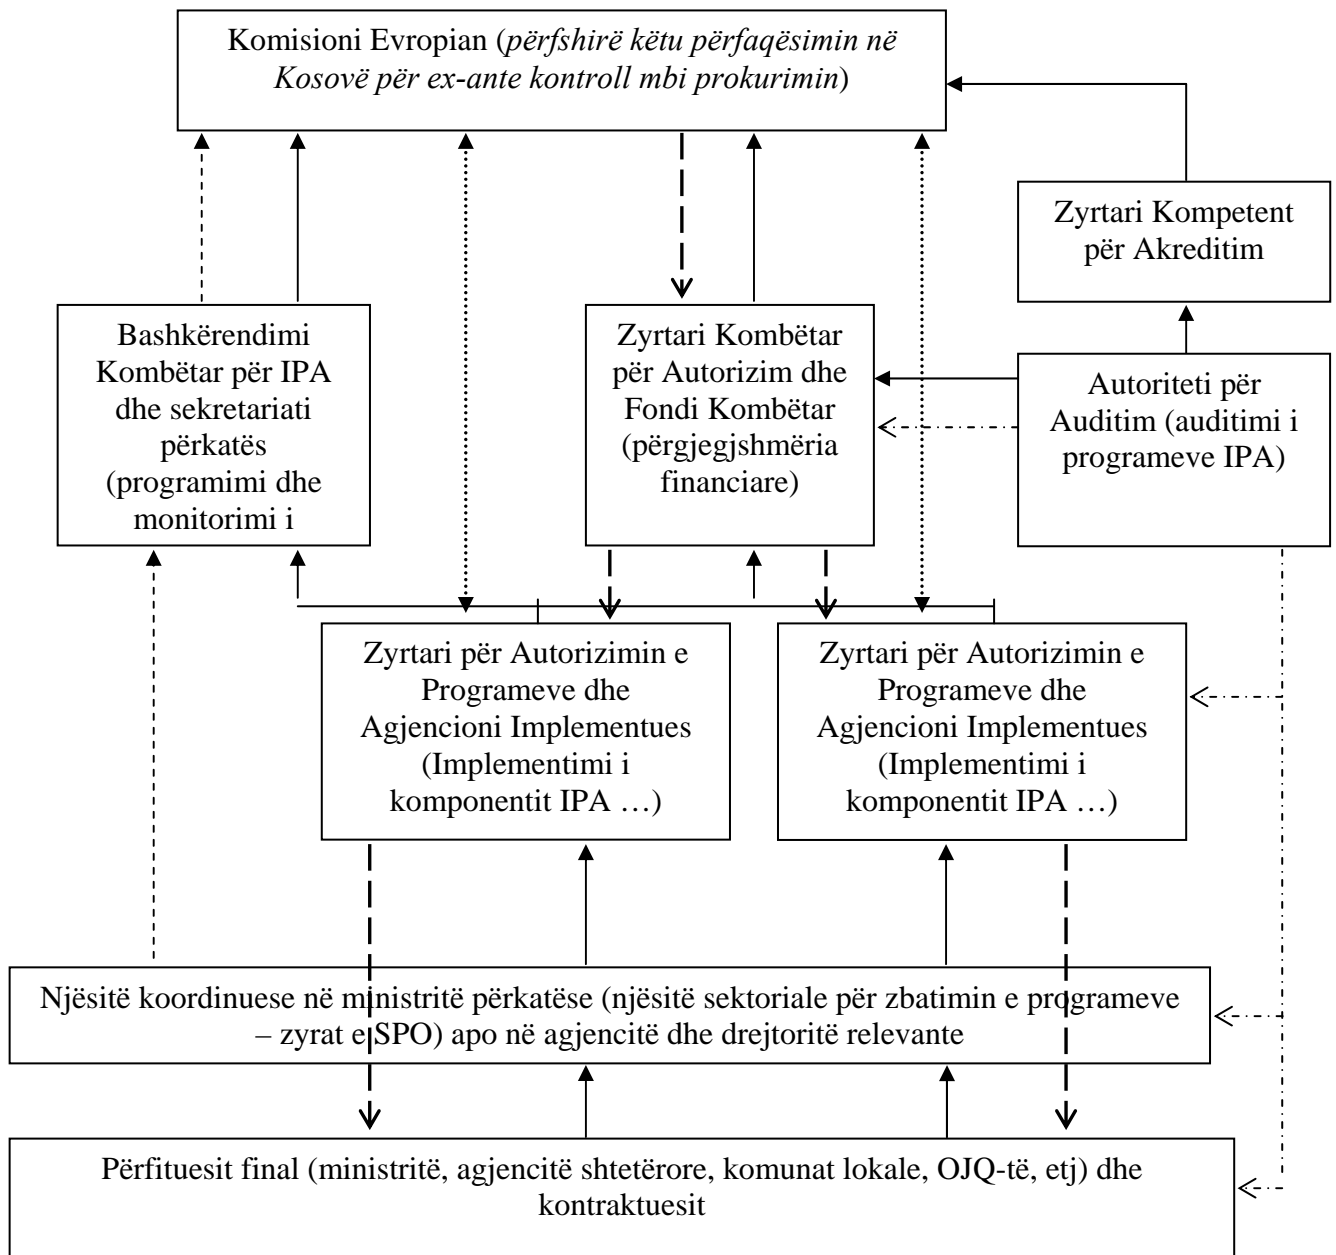 Komisioni Evropian (përfshirë këtu përfaqësimin në
Kosovë për ex-ante kontroll mbi prokurimin)
Zyrtari Kompetent
për Akreditim
Bashkërendimi
Kombëtar për IPA
dhe sekretariati
përkatës
(programimi dhe
monitorimi i
Zyrtari Kombëtar
për Autorizim dhe
Fondi Kombëtar
(përgjegjshmëria
financiare)
Autoriteti për
Auditim (auditimi i
programeve IPA)
Zyrtari për Autorizimin e
Programeve dhe
Agjencioni Implementues
(Implementimi i
komponentit IPA …)
Zyrtari për Autorizimin e
Programeve dhe
Agjencioni Implementues
(Implementimi i
komponentit IPA …)
Njësitë koordinuese në ministritë përkatëse (njësitë sektoriale për zbatimin e programeve
– zyrat e SPO) apo në agjencitë dhe drejtoritë relevante
Përfituesit final (ministritë, agjencitë shtetërore, komunat lokale, OJQ-të, etj) dhe
kontraktuesit